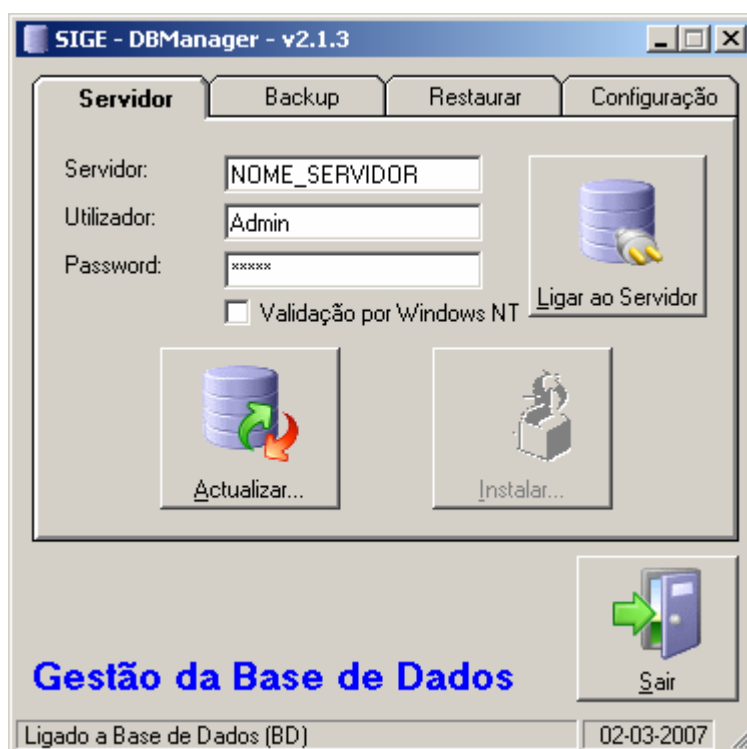 SIGE - DBManager - v2.1.3
Servidor Backup Restaurar Configuração
Servidor: NOME_SERVIDOR
Utilizador: Admin
Password: *****
Validação por Windows NT
Ligar ao Servidor
Actualizar... Instalar...
Gestão da Base de Dados
Sair
Ligado a Base de Dados (BD) 02-03-2007